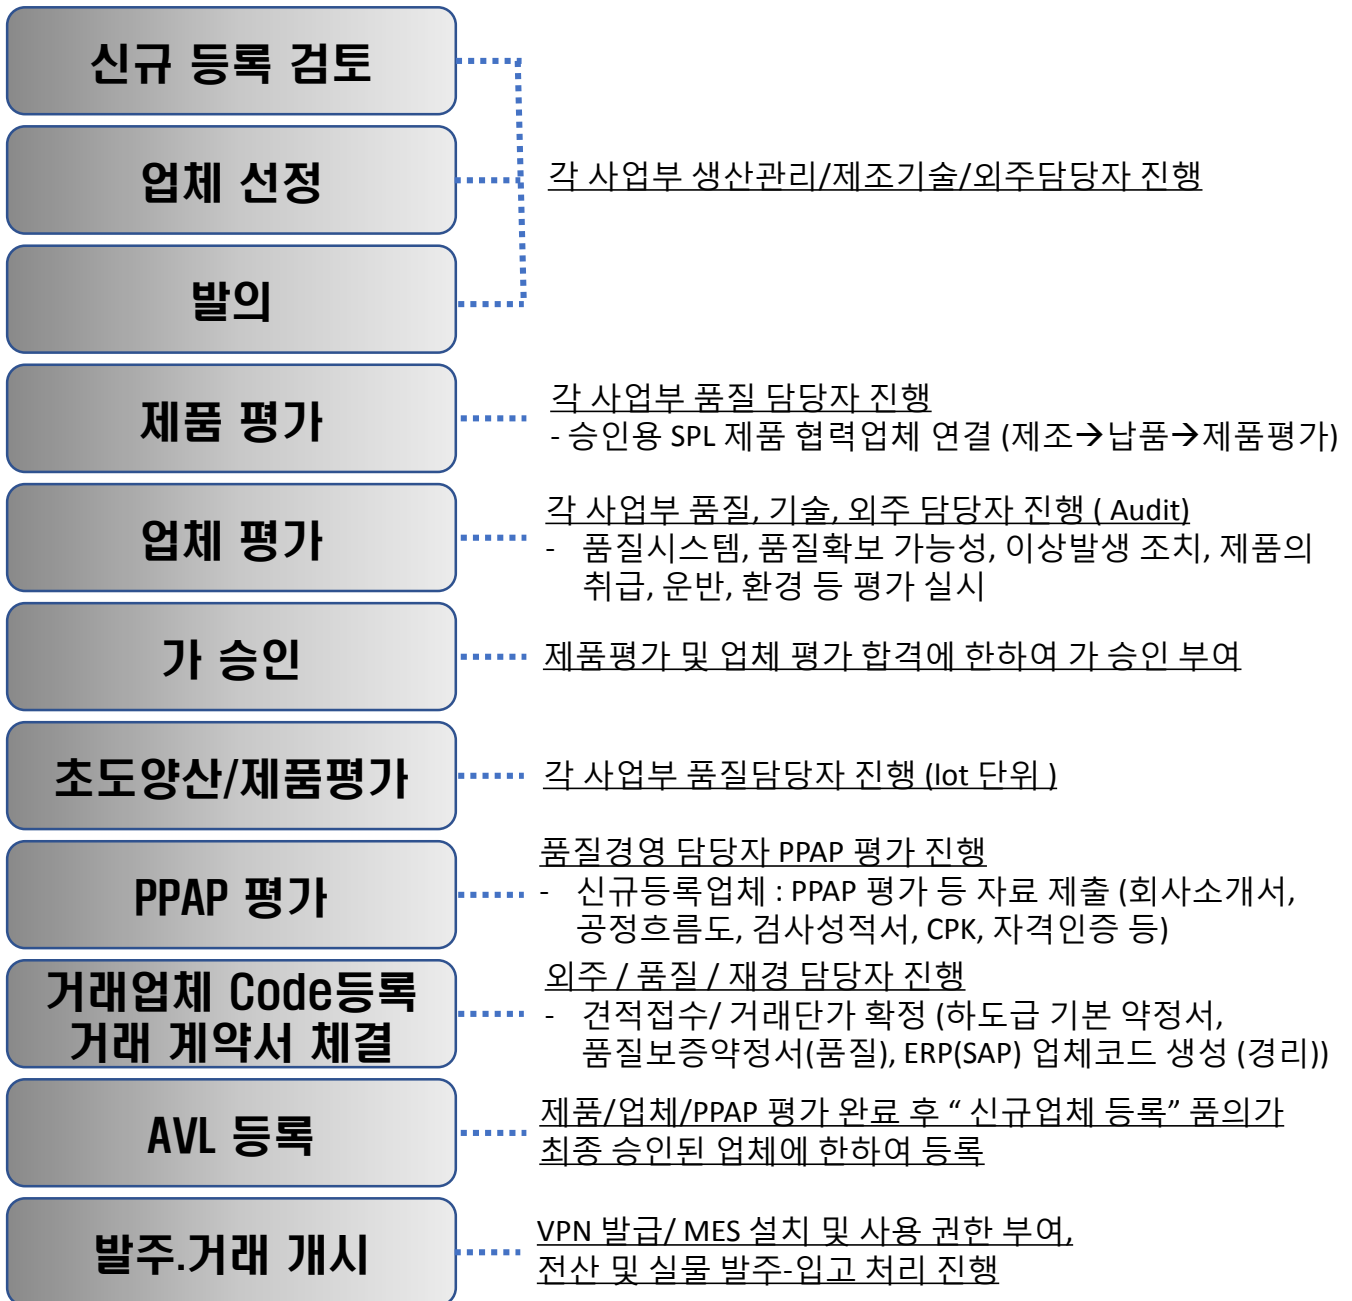 신규 등록 검토
업체 선정
각 사업부 생산관리/제조기술/외주담당자 진행
발의
제품 평가
각 사업부 품질 담당자 진행
- 승인용 SPL 제품 협력업체 연결 (제조→납품→제품평가)
업체 평가
각 사업부 품질, 기술, 외주 담당자 진행 ( Audit)
- 품질시스템, 품질확보 가능성, 이상발생 조치, 제품의
취급, 운반, 환경 등 평가 실시
가 승인
제품평가 및 업체 평가 합격에 한하여 가 승인 부여
초도양산/제품평가
각 사업부 품질담당자 진행 (lot 단위 )
PPAP 평가
품질경영 담당자 PPAP 평가 진행
- 신규등록업체 : PPAP 평가 등 자료 제출 (회사소개서,
공정흐름도, 검사성적서, CPK, 자격인증 등)
거래업체 Code등록
거래 계약서 체결
외주 / 품질 / 재경 담당자 진행
- 견적접수/ 거래단가 확정 (하도급 기본 약정서,
품질보증약정서(품질), ERP(SAP) 업체코드 생성 (경리))
AVL 등록
제품/업체/PPAP 평가 완료 후 “ 신규업체 등록” 품의가
최종 승인된 업체에 한하여 등록
발주.거래 개시
VPN 발급/ MES 설치 및 사용 권한 부여,
전산 및 실물 발주-입고 처리 진행